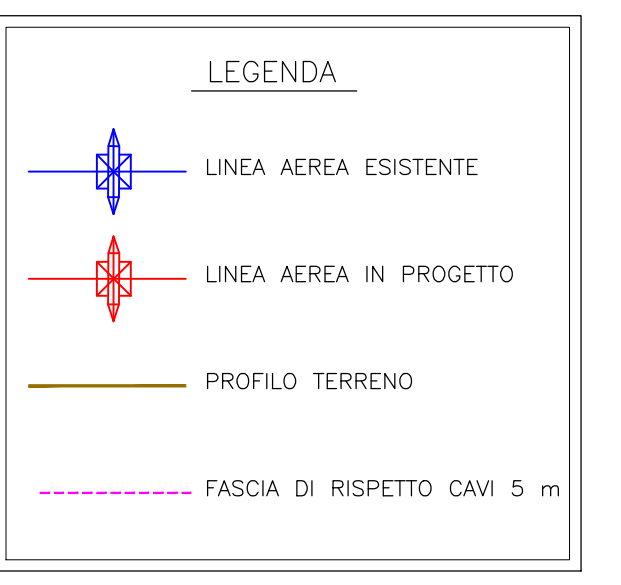 LEGENDA
LINEA AEREA ESISTENTE
LINEA AEREA IN PROGETTO
PROFILO TERRENO
FASCIA DI RISPETTO CAVI 5 m